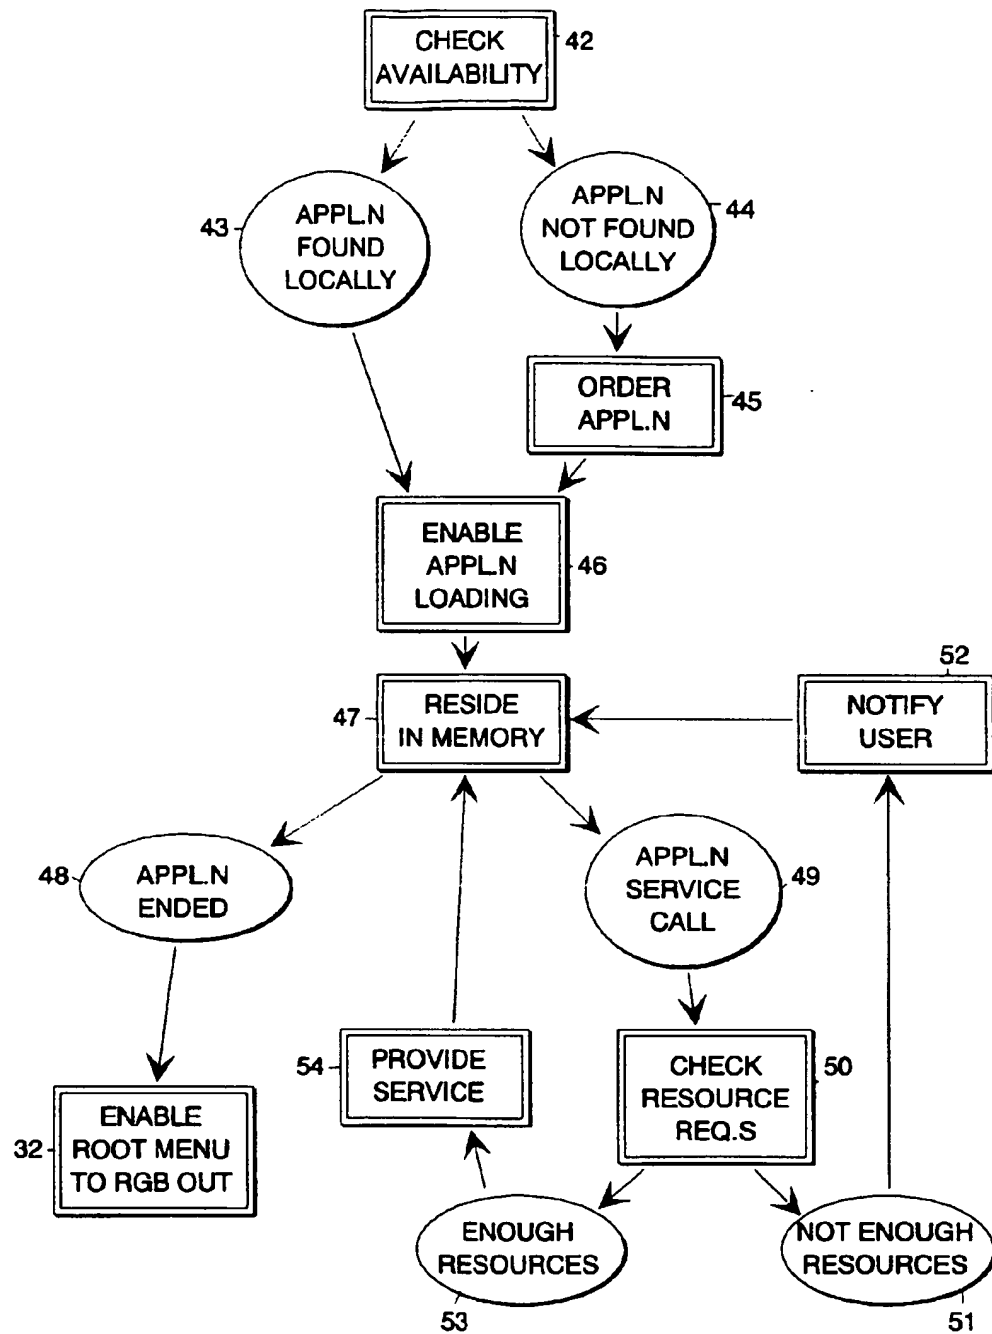 CHECK
AVAILABILITY
42
APPL.N
FOUND
LOCALLY
43
APPL.N
NOT FOUND
LOCALLY
44
ORDER
APPL.N
45
ENABLE
APPL.N
LOADING
46
RESIDE
IN MEMORY
47
NOTIFY
USER
52
APPL.N
ENDED
48
APPL.N
SERVICE
CALL
49
PROVIDE
SERVICE
54
CHECK
RESOURCE
REQ.S
50
ENABLE
ROOT MENU
TO RGB OUT
32
ENOUGH
RESOURCES
53
NOT ENOUGH
RESOURCES
51